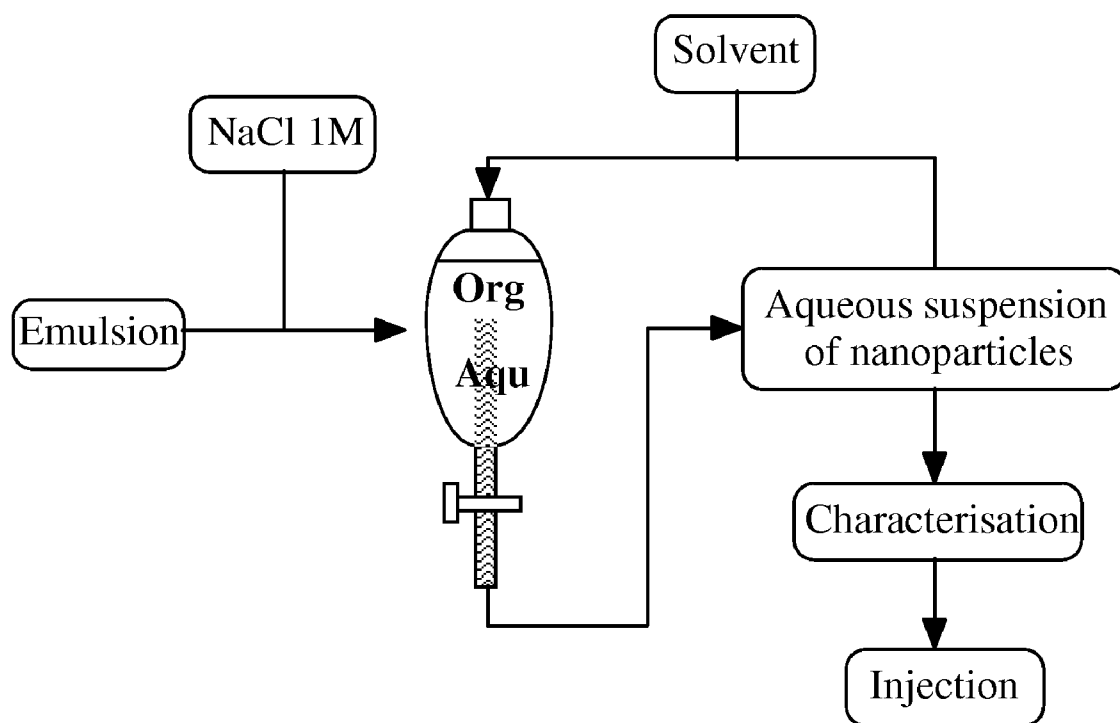 Solvent
NaCl 1M
Org
Emulsion
Aqueous suspension
of nanoparticles
Aqu
Characterisation
Injection